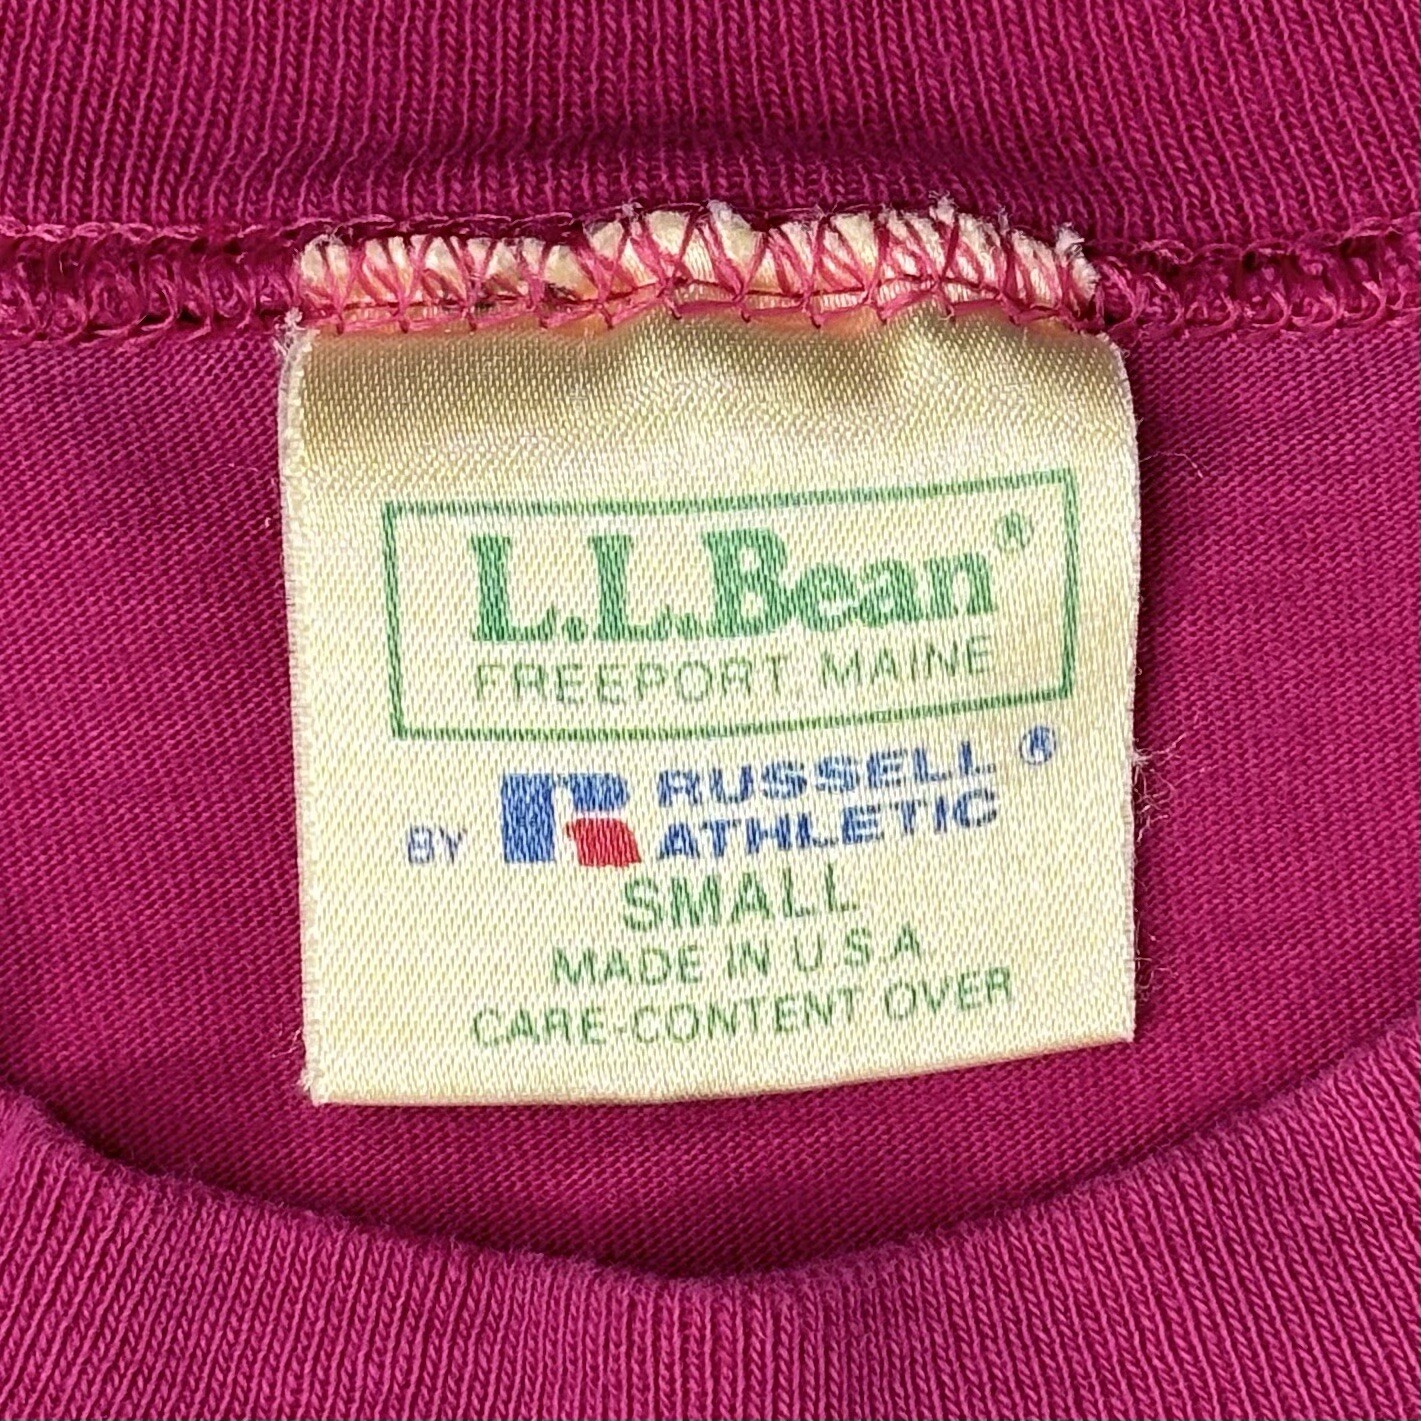 L.L.Bean®
FREEPORT, MAINE
BY R RUSSELL ®
ATHLETIC
SMALL
MADE IN U.S.A
CARE-CONTENT OVER